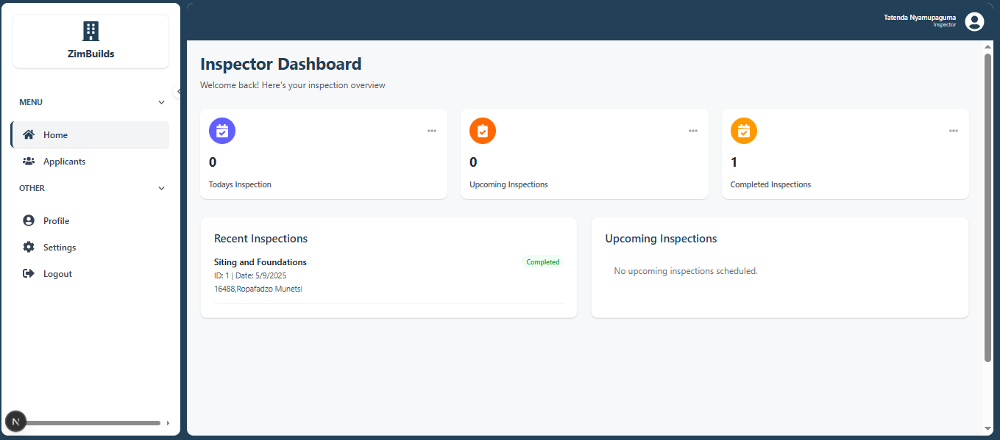 ZimBuilds
MENU
Home
Applicants
OTHER
Profile
Settings
Logout
N
Tatenda Nyamupaguma
Inspector
Inspector Dashboard
Welcome back! Here's your inspection overview
0
Todays Inspection
0
Upcoming Inspections
1
Completed Inspections
Recent Inspections
Siting and Foundations
Completed
ID: 1 | Date: 5/9/2025
16488,Ropafadzo Munetsi
Upcoming Inspections
No upcoming inspections scheduled.